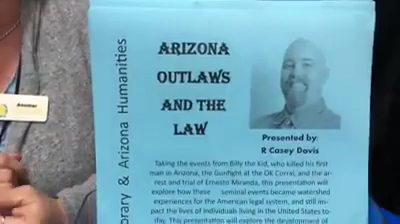 ARIZONA
OUTLAWS
AND THE
LAW
Presented by:
R Casey Davis
Taking the events from Billy the Kid, who killed his first
man in Arizona, the Gunfight at the OK Corral, and the ar-
rest and trial of Ernesto Miranda, this presentation will
explore how these seminal events became watershed
experiences for the American legal system, and still im-
pact the lives of individuals living in the United States to-
day. This presentation will explore the development of
brary & Arizona Humanities